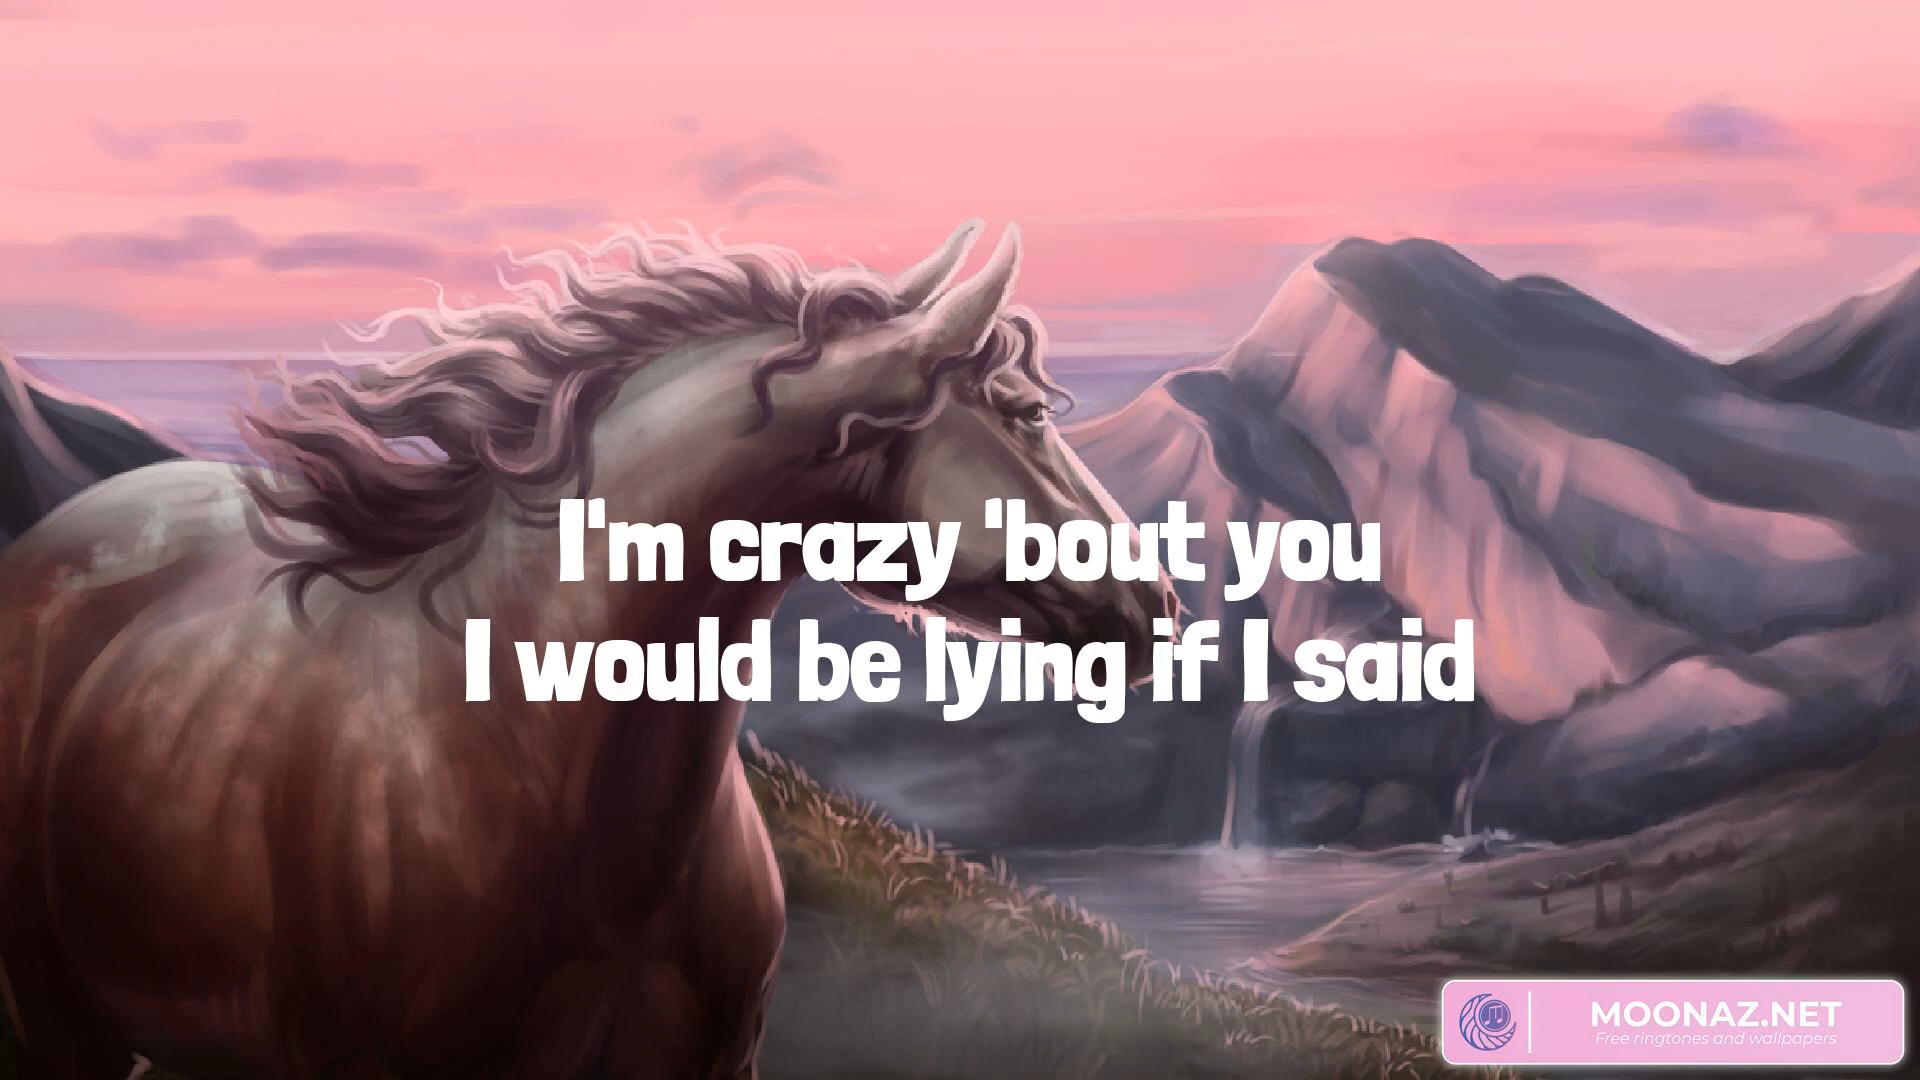 I'm crazy 'bout you
I would be lying if I said
MOONAZ.NET
Free ringtones and wallpapers